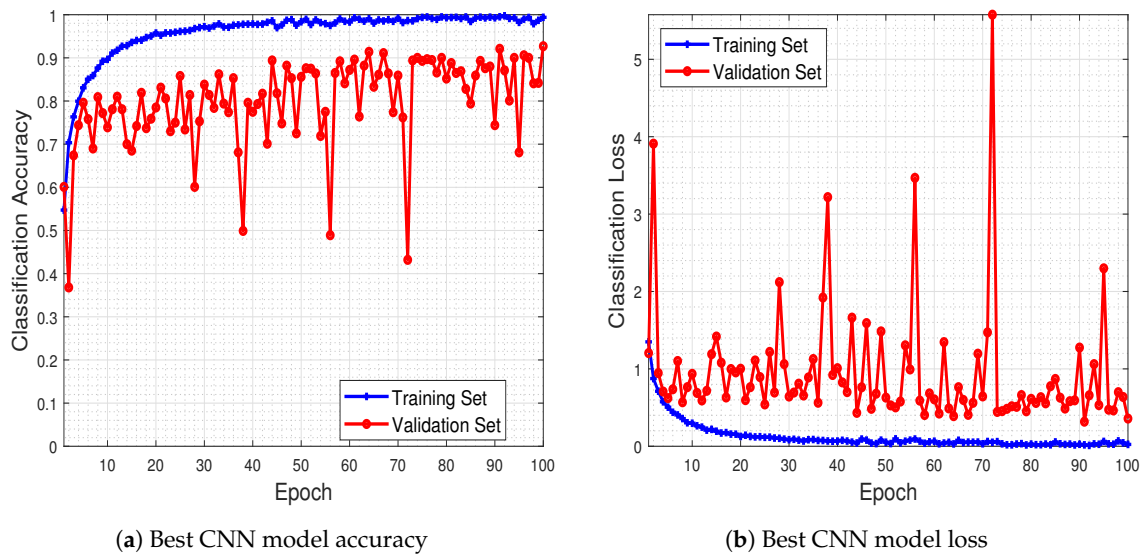 1
0.9
0.8
0.7
0.6
0.5
0.4
0.3
0.2
0.1
0
Classification Accuracy
Training Set
Validation Set
10 20 30 40 50 60 70 80 90 100
Epoch
(a) Best CNN model accuracy
5
4
3
2
1
0
Classification Loss
Training Set
Validation Set
10 20 30 40 50 60 70 80 90 100
Epoch
(b) Best CNN model loss